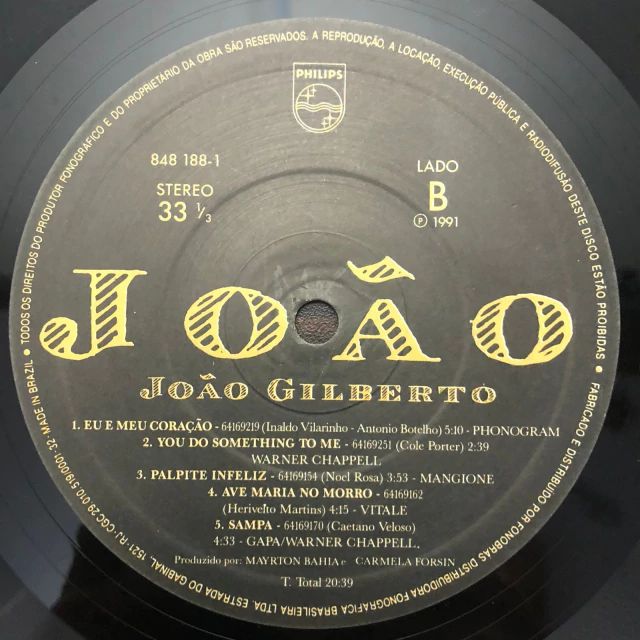 PHILIPS
848 188-1
STEREO
33 ⅓
LADO
B
℗ 1991
JOÃO
JOÃO GILBERTO
1. EU E MEU CORAÇÃO - 64169219 (Inaldo Vilarinho - Antonio Botelho) 5:10 - PHONOGRAM
2. YOU DO SOMETHING TO ME - 64169251 (Cole Porter) 2:39
WARNER CHAPPELL
3. PALPITE INFELIZ - 64169154 (Noel Rosa) 3:53 - MANGIONE
4. AVE MARIA NO MORRO - 64169162
(Herivelto Martins) 4:15 - VITALE
5. SAMPA - 64169170 (Caetano Veloso)
4:33 - GAPA/WARNER CHAPPELL.
Produzido por: MAYRTON BAHIA e CARMELA FORSIN
T. Total 20:39
• TODOS OS DIREITOS DO PRODUTOR FONOGRÁFICO E DO PROPRIETÁRIO DA OBRA SÃO RESERVADOS. A REPRODUÇÃO, A LOCAÇÃO, EXECUÇÃO PÚBLICA E RADIODIFUSÃO DESTE DISCO ESTÃO PROIBIDAS •
FABRICADO E DISTRIBUIDO POR FONOBRAS DISTRIBUIDORA FONOGRAFICA BRASILEIRA LTDA. ESTRADA DO GABINAL, 1521 - RJ - CGC 29 010 519/0001-32 MADE IN BRAZIL